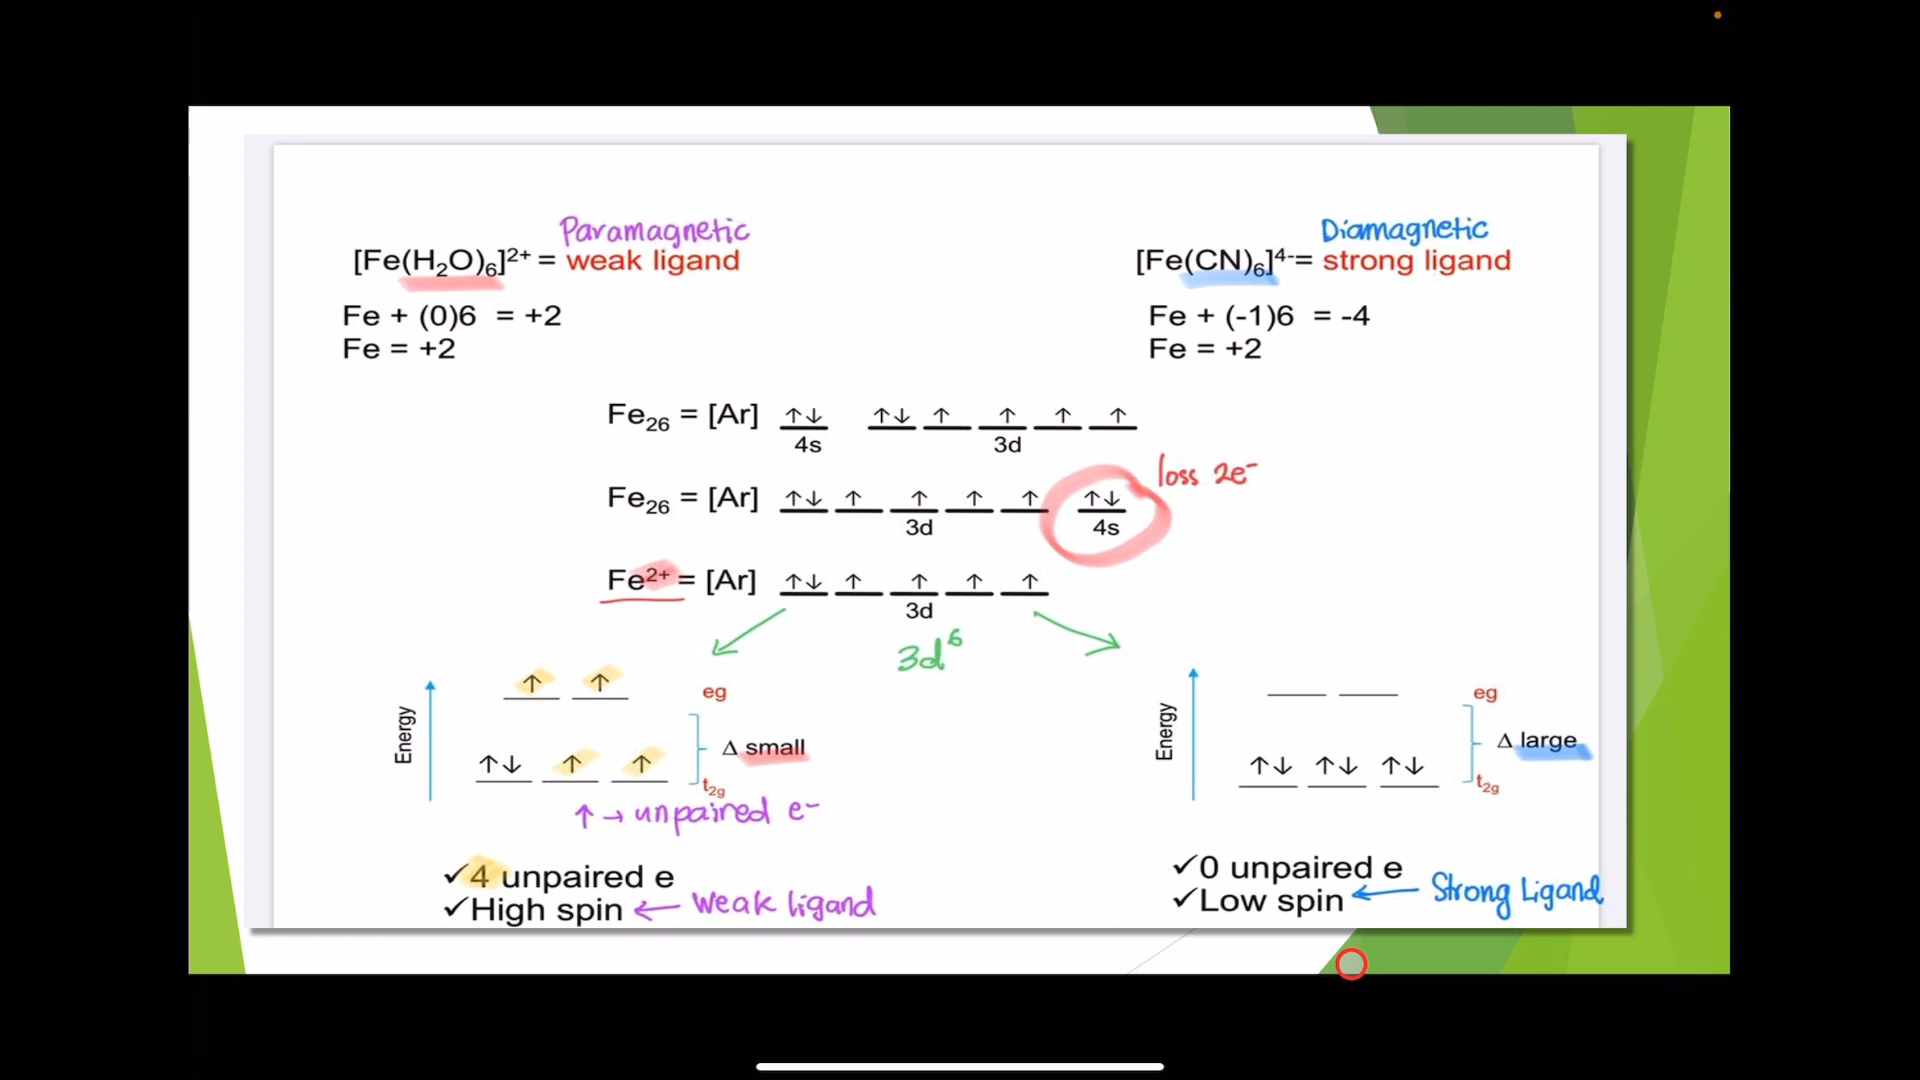 Paramagnetic
[Fe(H₂O)₆]²⁺ = weak ligand
Fe + (0)6 = +2
Fe = +2
Diamagnetic
[Fe(CN)₆]⁴⁻= strong ligand
Fe + (-1)6 = -4
Fe = +2
Fe₂₆ = [Ar] ↑↓ ↑↓ ↑ ↑ ↑ ↑
4s 3d
loss 2e⁻
Fe₂₆ = [Ar] ↑↓ ↑ ↑ ↑ ↑ ↑↓
3d 4s
Fe²⁺ = [Ar] ↑↓ ↑ ↑ ↑ ↑
3d
3d⁶
Energy
↑ ↑ eg
Δ small
↑↓ ↑ ↑ t₂g
↑ → unpaired e⁻
✓4 unpaired e
✓High spin ← weak ligand
Energy
eg
Δ large
↑↓ ↑↓ ↑↓ t₂g
✓0 unpaired e
✓Low spin ← Strong Ligand